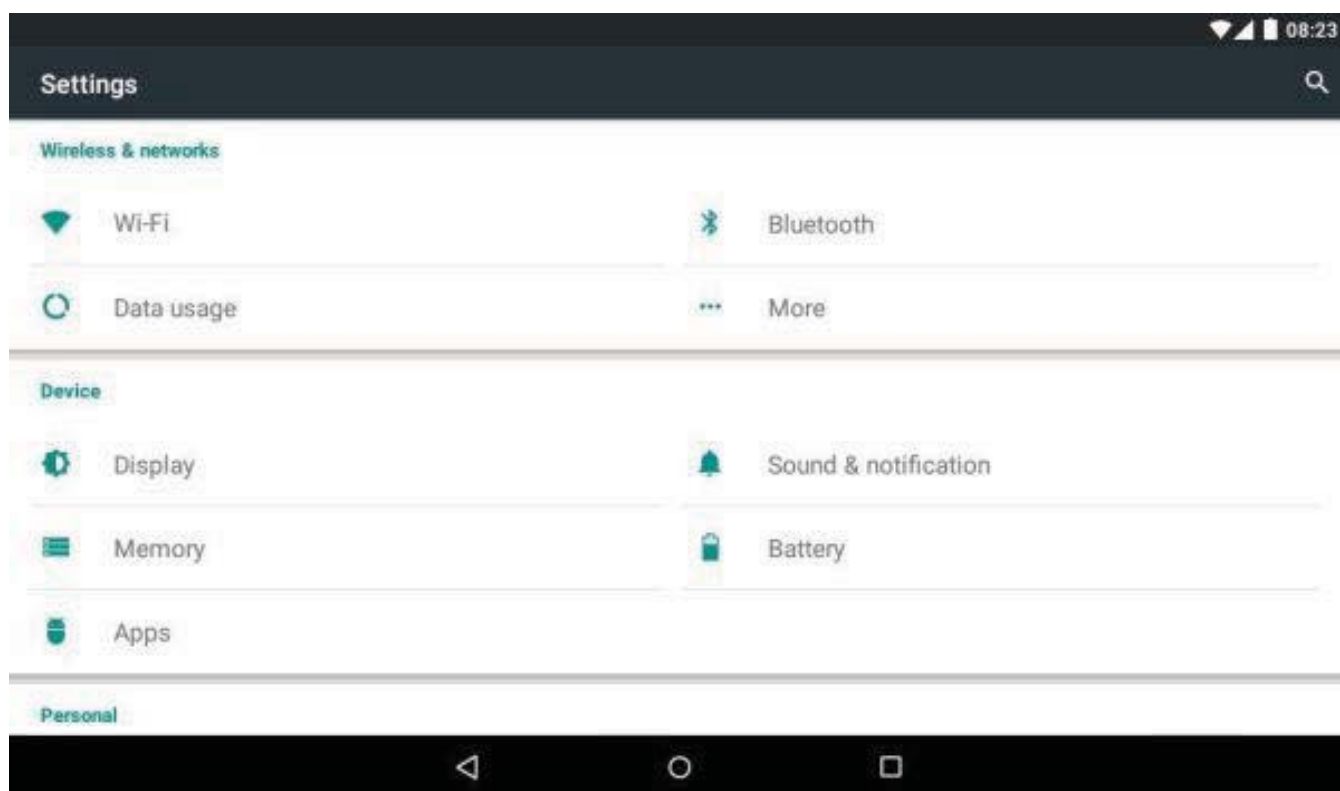 08:23
Settings
Wireless & networks
Wi-Fi
Bluetooth
Data usage
More
Device
Display
Sound & notification
Memory
Battery
Apps
Personal